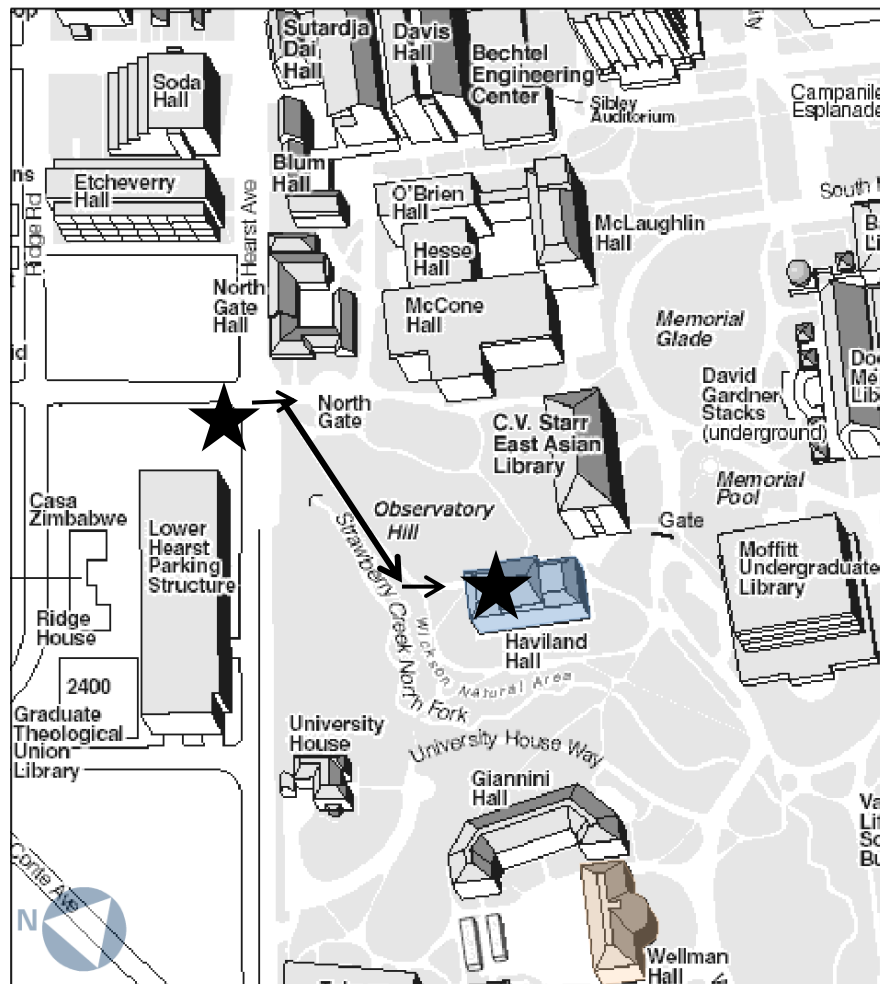 Sutardja
Dai
Hall
Davis
Hall
Bechtel
Engineering
Center
Sibley
Auditorium
Soda
Hall
Campanile
Esplanade
Etcheverry
Hall
Blum
Hall
O'Brien
Hall
McLaughlin
Hall
South
Ridge Rd
Hearst Ave
Hesse
Hall
North
Gate
Hall
McCone
Hall
Memorial
Glade
David
Gardner
Stacks
(underground)
North
Gate
C.V. Starr
East Asian
Library
Memorial
Pool
Casa
Zimbabwe
Lower
Hearst
Parking
Structure
Observatory
Hill
Gate
Moffitt
Undergraduate
Library
Strawberry Creek North Fork
Ridge
House
Haviland
Hall
Wickson Natural Area
2400
Graduate
Theological
Union
Library
University
House
University House Way
Giannini
Hall
N
Wellman
Hall